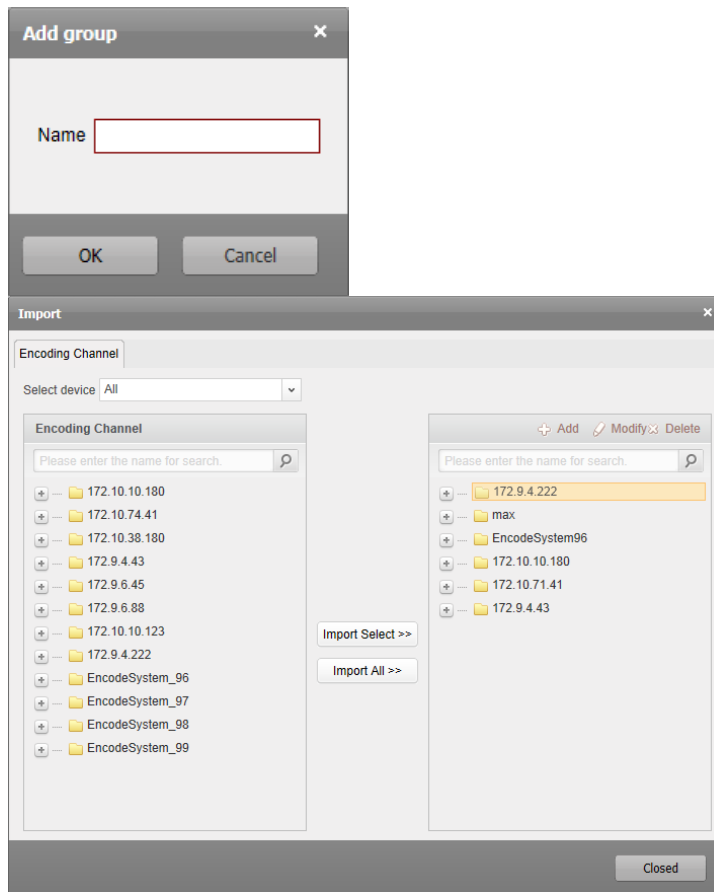 Add group
Name
OK Cancel
Import
Encoding Channel
Select device All
Encoding Channel
Please enter the name for search.
172.10.10.180
172.10.74.41
172.10.38.180
172.9.4.43
172.9.6.45
172.9.6.88
172.10.10.123
172.9.4.222
EncodeSystem_96
EncodeSystem_97
EncodeSystem_98
EncodeSystem_99
Import Select >>
Import All >>
Add Modify Delete
Please enter the name for search.
172.9.4.222
max
EncodeSystem96
172.10.10.180
172.10.71.41
172.9.4.43
Closed